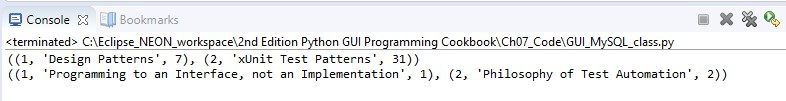 Console Bookmarks
<terminated> C:\Eclipse_NEON_workspace\2nd Edition Python GUI Programming Cookbook\Ch07_Code\GUI_MySQL_class.py
((1, 'Design Patterns', 7), (2, 'xUnit Test Patterns', 31))
((1, 'Programming to an Interface, not an Implementation', 1), (2, 'Philosophy of Test Automation', 2))